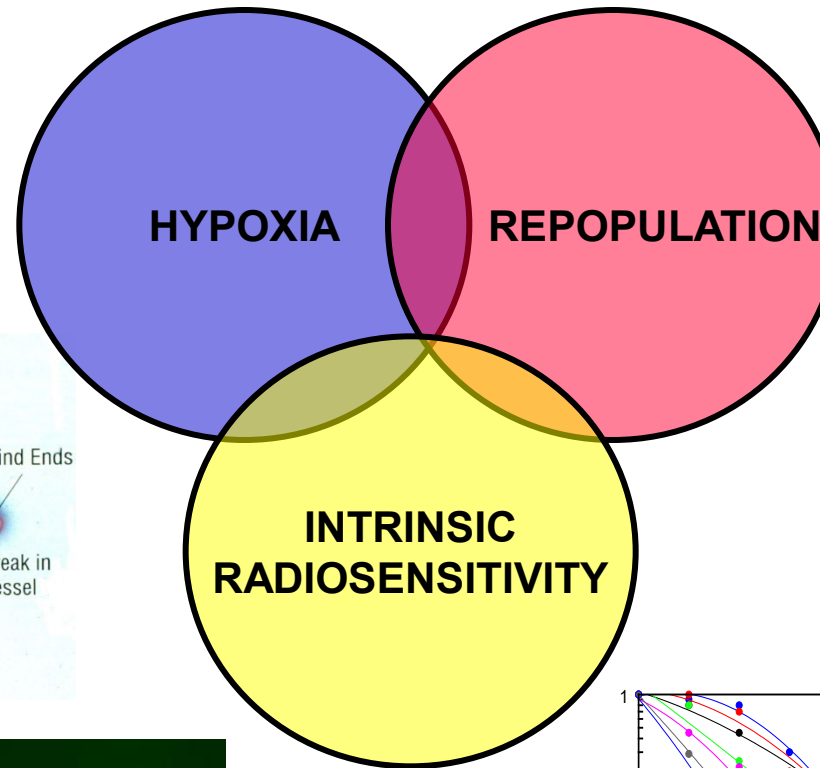 HYPOXIA
REPOPULATION
ind Ends
eak in
essel
INTRINSIC
RADIOSENSITIVITY
1